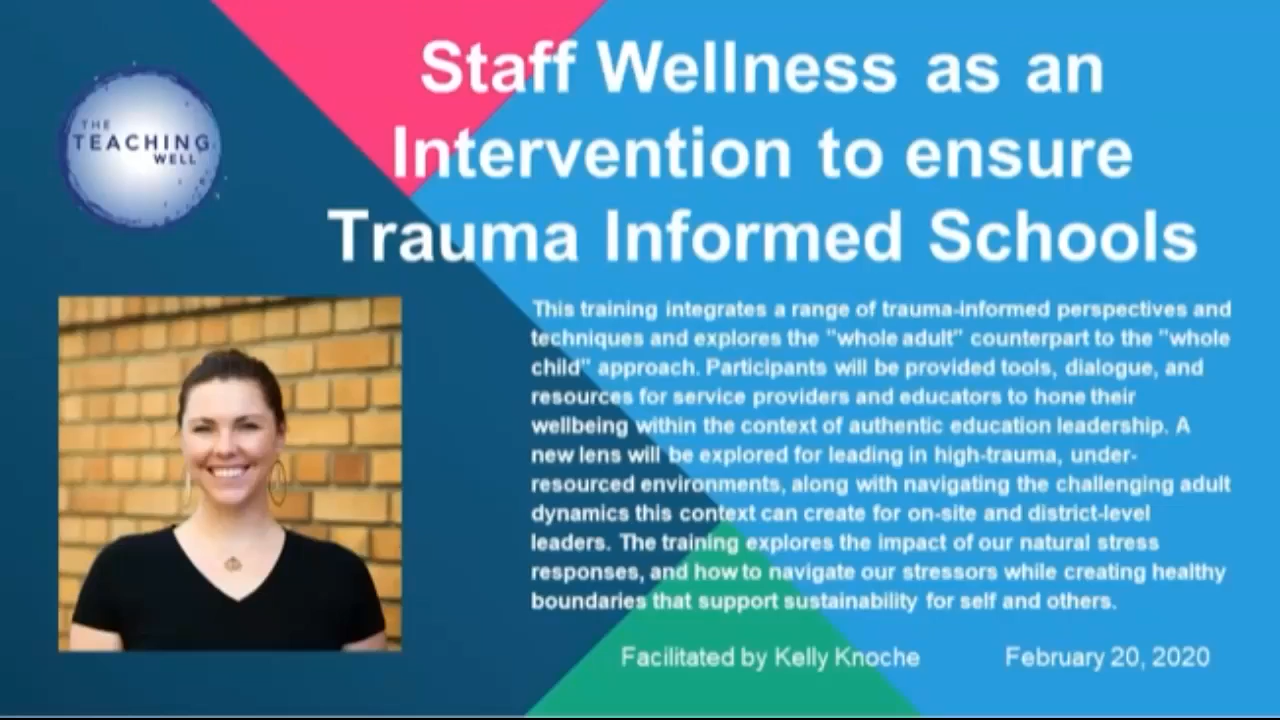 THE
TEACHING
WELL
Staff Wellness as an
Intervention to ensure
Trauma Informed Schools
This training integrates a range of trauma-informed perspectives and
techniques and explores the "whole adult" counterpart to the "whole
child" approach. Participants will be provided tools, dialogue, and
resources for service providers and educators to hone their
wellbeing within the context of authentic education leadership. A
new lens will be explored for leading in high-trauma, under-
resourced environments, along with navigating the challenging adult
dynamics this context can create for on-site and district-level
leaders. The training explores the impact of our natural stress
responses, and how to navigate our stressors while creating healthy
boundaries that support sustainability for self and others.
Facilitated by Kelly Knoche February 20, 2020